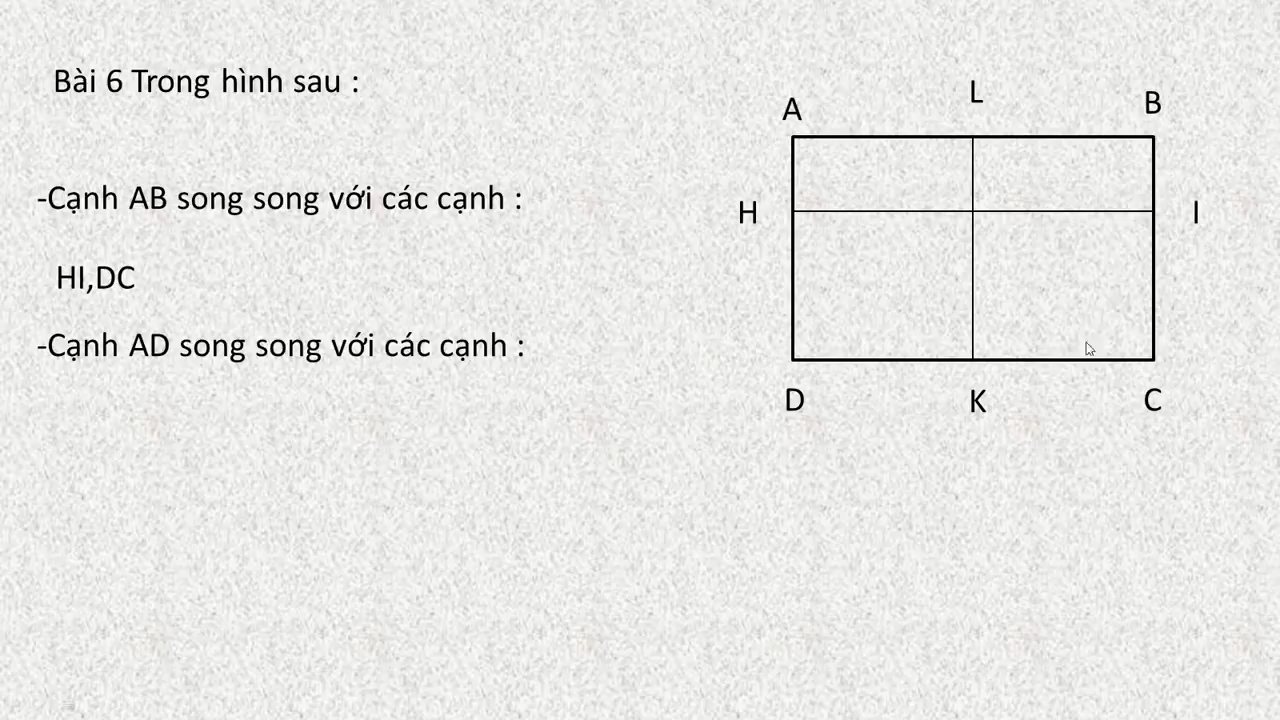 Bài 6 Trong hình sau :
-Cạnh AB song song với các cạnh :
HI,DC
-Cạnh AD song song với các cạnh :
A
L
B
H
I
D
K
C